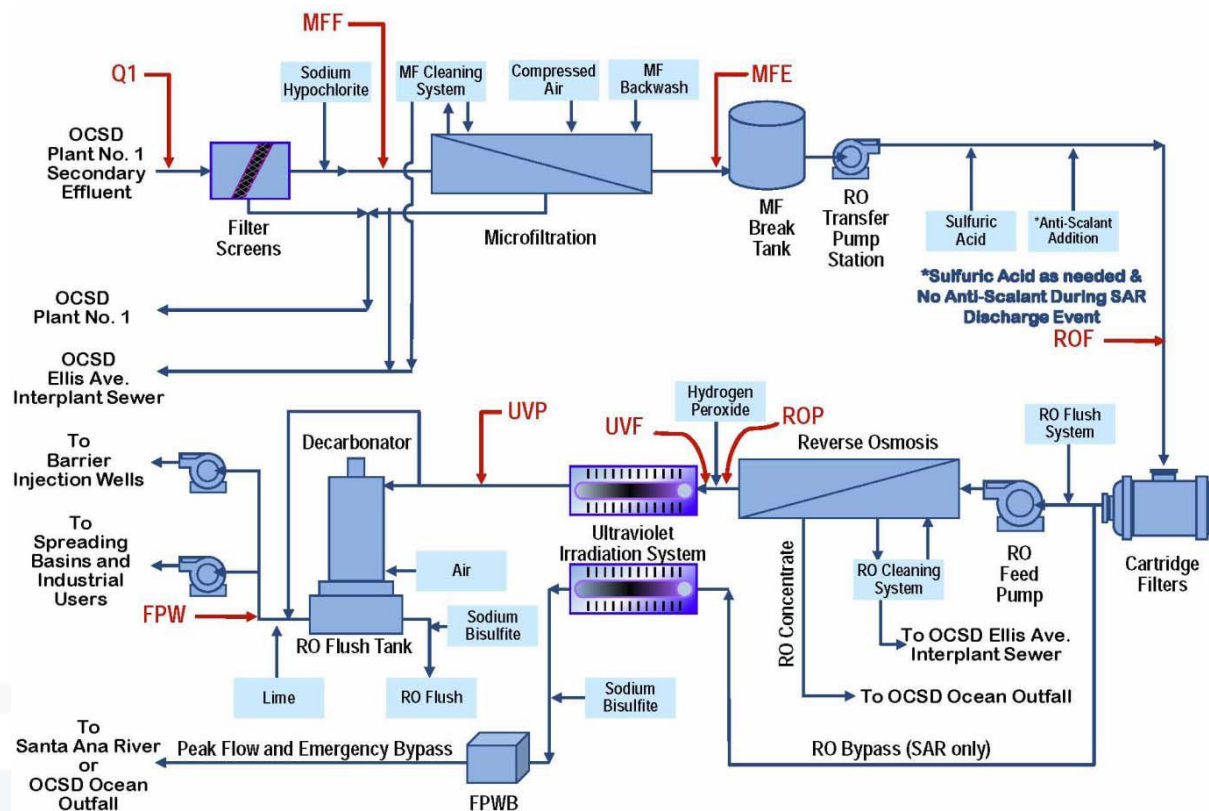 MFF
Q1
Sodium
Hypochlorite
MF Cleaning
System
Compressed
Air
MF
Backwash
MFE
OCSD
Plant No. 1
Secondary
Effluent
Filter
Screens
Microfiltration
MF
Break
Tank
RO
Transfer
Pump
Station
Sulfuric
Acid
*Anti-Scalant
Addition
*Sulfuric Acid as needed &
No Anti-Scalant During SAR
Discharge Event
ROF
OCSD
Plant No. 1
OCSD
Ellis Ave.
Interplant Sewer
To
Barrier
Injection Wells
To
Spreading
Basins and
Industrial
Users
FPW
Decarbonator
UVP
UVF
Hydrogen
Peroxide
ROP
Reverse Osmosis
RO Flush
System
Ultraviolet
Irradiation System
Air
RO Flush Tank
Sodium
Bisulfite
Lime
RO Flush
RO Concentrate
RO Cleaning
System
RO
Feed
Pump
Cartridge
Filters
To OCSD Ellis Ave.
Interplant Sewer
To OCSD Ocean Outfall
Sodium
Bisulfite
RO Bypass (SAR only)
To
Santa Ana River
or
OCSD Ocean
Outfall
Peak Flow and Emergency Bypass
FPWB